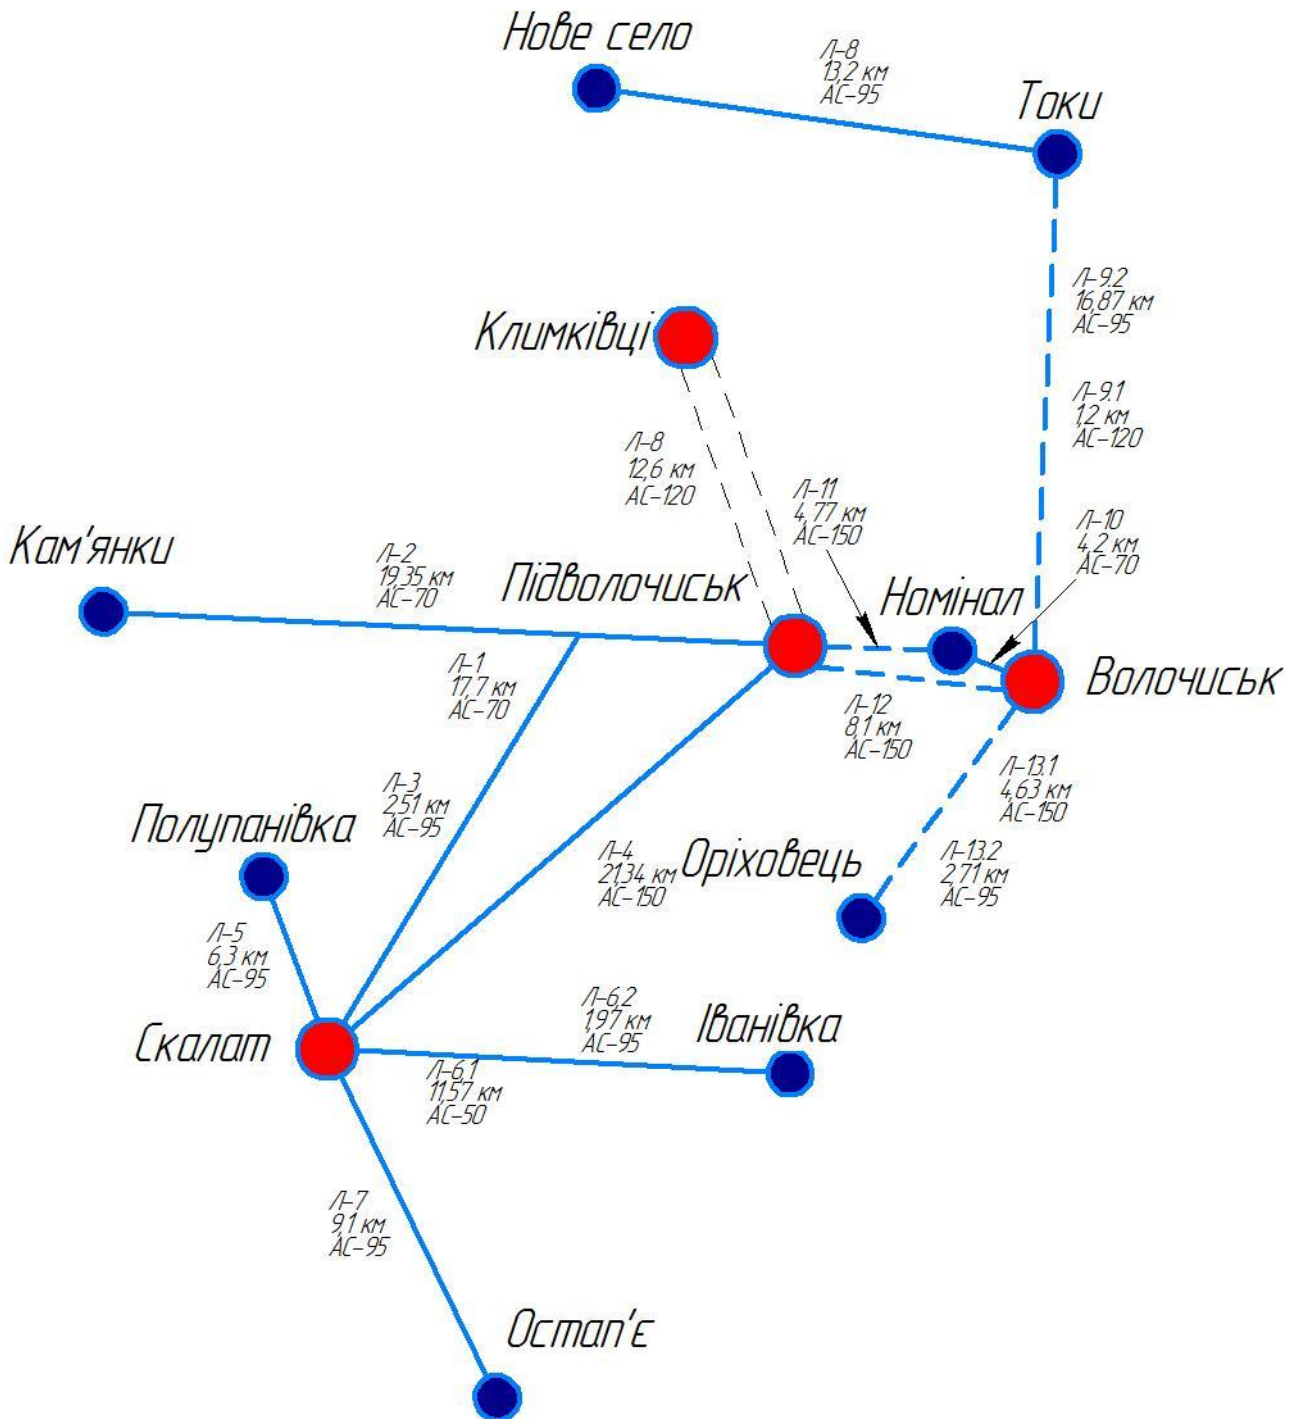 Нове село
Л-8
13,2 км
АС-95
Токи
Л-9.2
16,87 км
АС-95
Климківці
Л-9.1
1,2 км
АС-120
Л-8
12,6 км
АС-120
Л-11
4,77 км
АС-150
Л-10
4,2 км
АС-70
Кам'янки
Л-2
19,35 км
АС-70
Підволочиськ
Номінал
Л-1
17,7 км
АС-70
Волочиськ
Л-12
8,1 км
АС-150
Л-13.1
4,63 км
АС-150
Л-3
2,51 км
АС-95
Полупанівка
Л-4
21,34 км
АС-150
Оріховець
Л-13.2
2,71 км
АС-95
Л-5
6,3 км
АС-95
Л-6.2
1,97 км
АС-95
Іванівка
Скалат
Л-6.1
11,57 км
АС-50
Л-7
9,1 км
АС-95
Остап'є